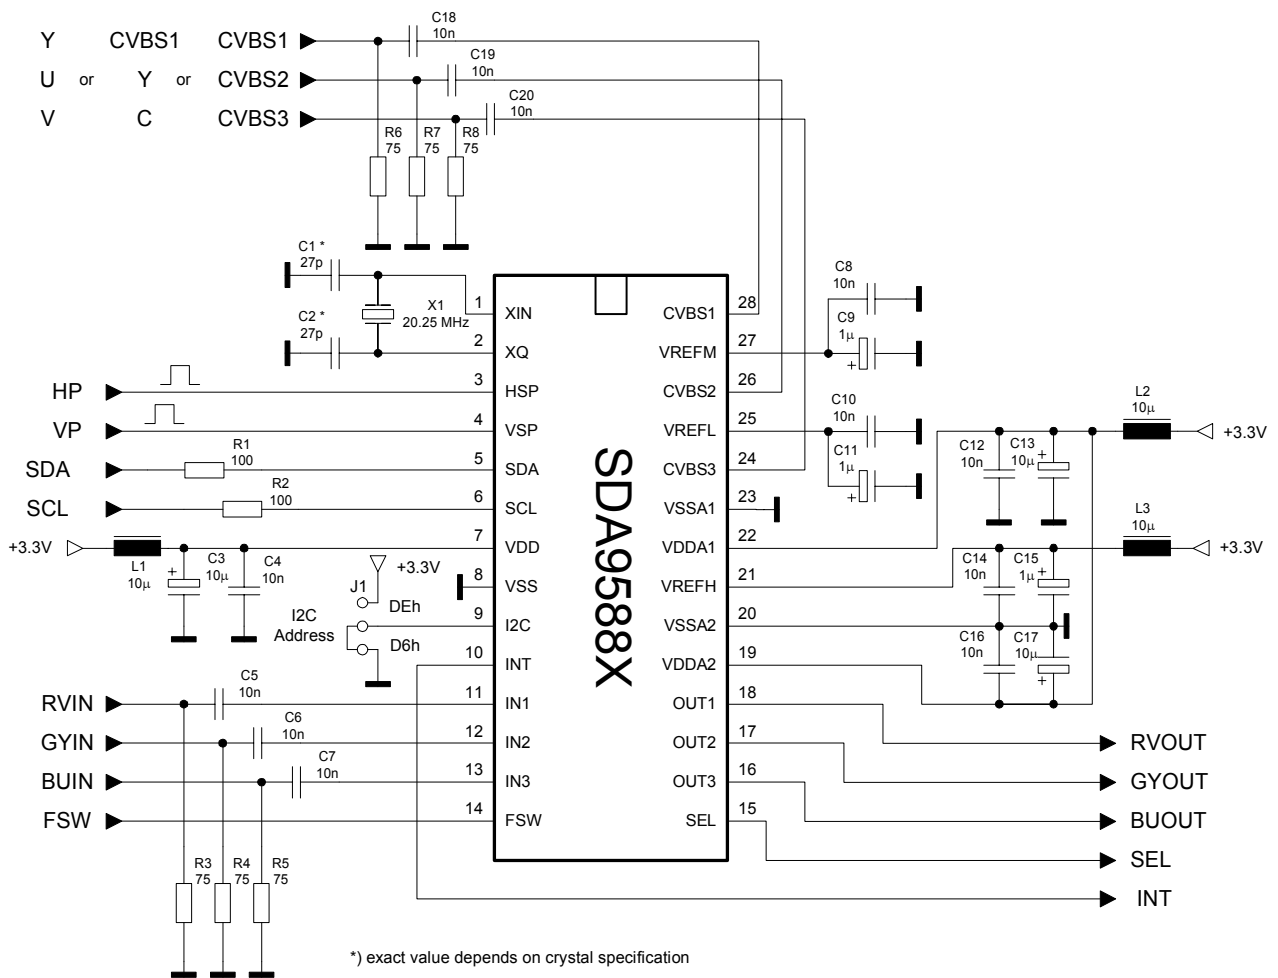 Y CVBS1 CVBS1
U or Y or CVBS2
V C CVBS3
C18
10n
C19
10n
C20
10n
R6
75
R7
75
R8
75
C1 *
27p
C2 *
27p
X1
20.25 MHz
HP
VP
SDA
R1
100
SCL
R2
100
+3.3V
L1
10µ
C3
10µ
C4
10n
+3.3V
J1
DEh
I2C
Address
D6h
RVIN
C5
10n
GYIN
C6
10n
BUIN
C7
10n
FSW
R3
75
R4
75
R5
75
SDA9588X
1 XIN
2 XQ
3 HSP
4 VSP
5 SDA
6 SCL
7 VDD
8 VSS
9 I2C
10 INT
11 IN1
12 IN2
13 IN3
14 FSW
CVBS1 28
VREFM 27
CVBS2 26
VREFL 25
CVBS3 24
VSSA1 23
VDDA1 22
VREFH 21
VSSA2 20
VDDA2 19
OUT1 18
OUT2 17
OUT3 16
SEL 15
C8
10n
C9
1µ
+
C10
10n
C11
1µ
+
L2
10µ
+3.3V
C12
10n
C13
10µ
+
L3
10µ
+3.3V
C14
10n
C15
1µ
+
C16
10n
C17
10µ
+
RVOUT
GYOUT
BUOUT
SEL
INT
*) exact value depends on crystal specification